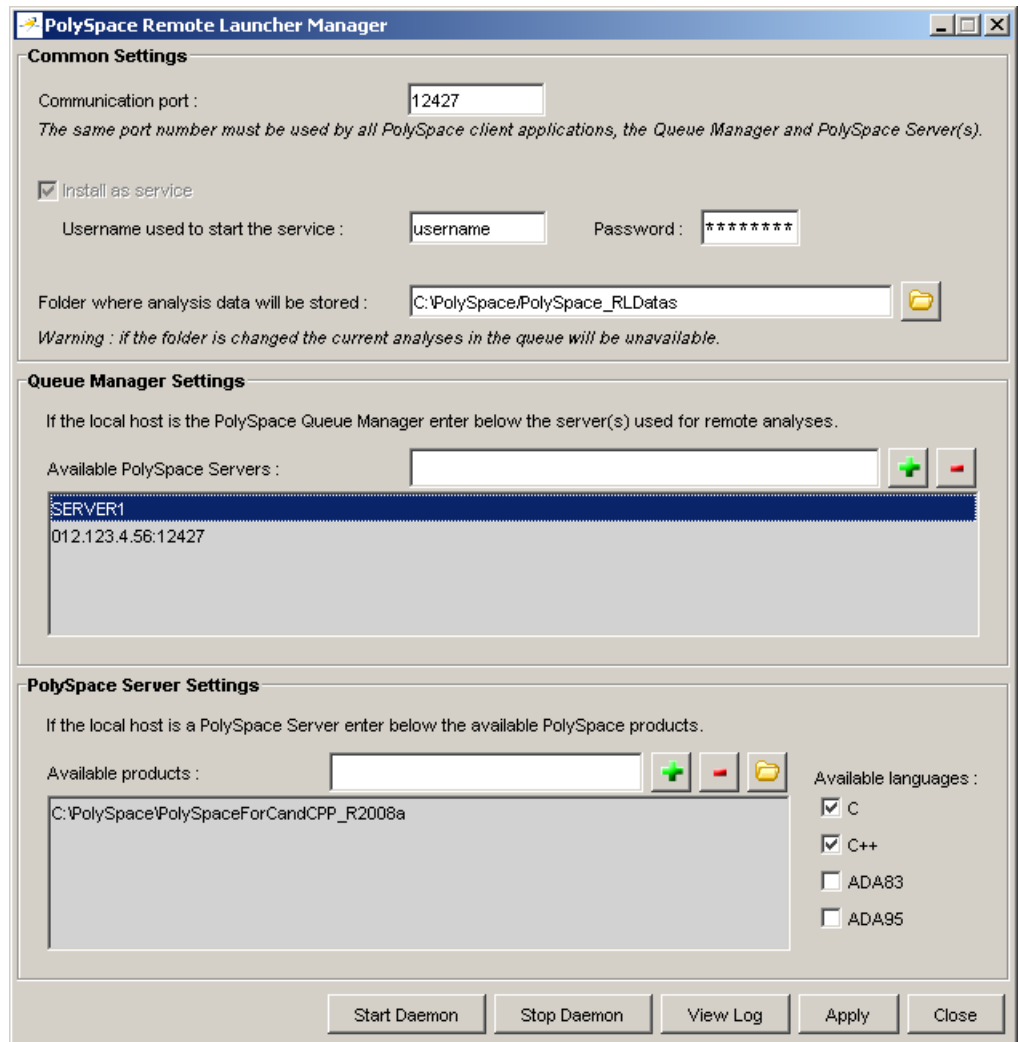 PolySpace Remote Launcher Manager
Common Settings
Communication port : 12427
The same port number must be used by all PolySpace client applications, the Queue Manager and PolySpace Server(s).
Install as service
Username used to start the service : username Password : ********
Folder where analysis data will be stored : C:\PolySpace/PolySpace_RLDatas
Warning : if the folder is changed the current analyses in the queue will be unavailable.
Queue Manager Settings
If the local host is the PolySpace Queue Manager enter below the server(s) used for remote analyses.
Available PolySpace Servers :
SERVER1
012.123.4.56:12427
PolySpace Server Settings
If the local host is a PolySpace Server enter below the available PolySpace products.
Available products :
Available languages :
C:\PolySpace\PolySpaceForCandCPP_R2008a
C
C++
ADA83
ADA95
Start Daemon Stop Daemon View Log Apply Close